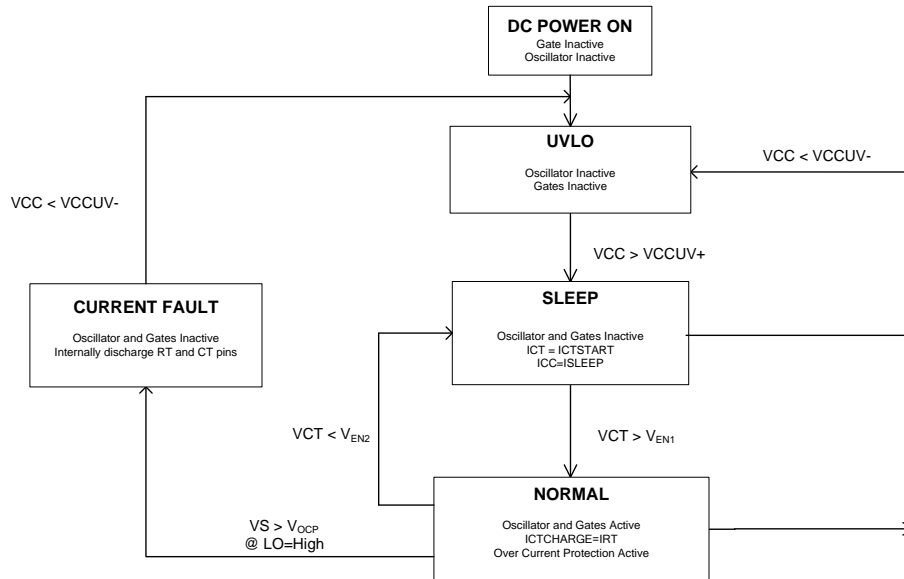 DC POWER ON
Gate Inactive
Oscillator Inactive
UVLO
Oscillator Inactive
Gates Inactive
VCC < VCCUV-
VCC < VCCUV-
VCC > VCCUV+
CURRENT FAULT
Oscillator and Gates Inactive
Internally discharge RT and CT pins
SLEEP
Oscillator and Gates Inactive
ICT = ICTSTART
ICC=ISLEEP
VCT < VEN2
VCT > VEN1
VS > VOCP
@ LO=High
NORMAL
Oscillator and Gates Active
ICTCHARGE=IRT
Over Current Protection Active